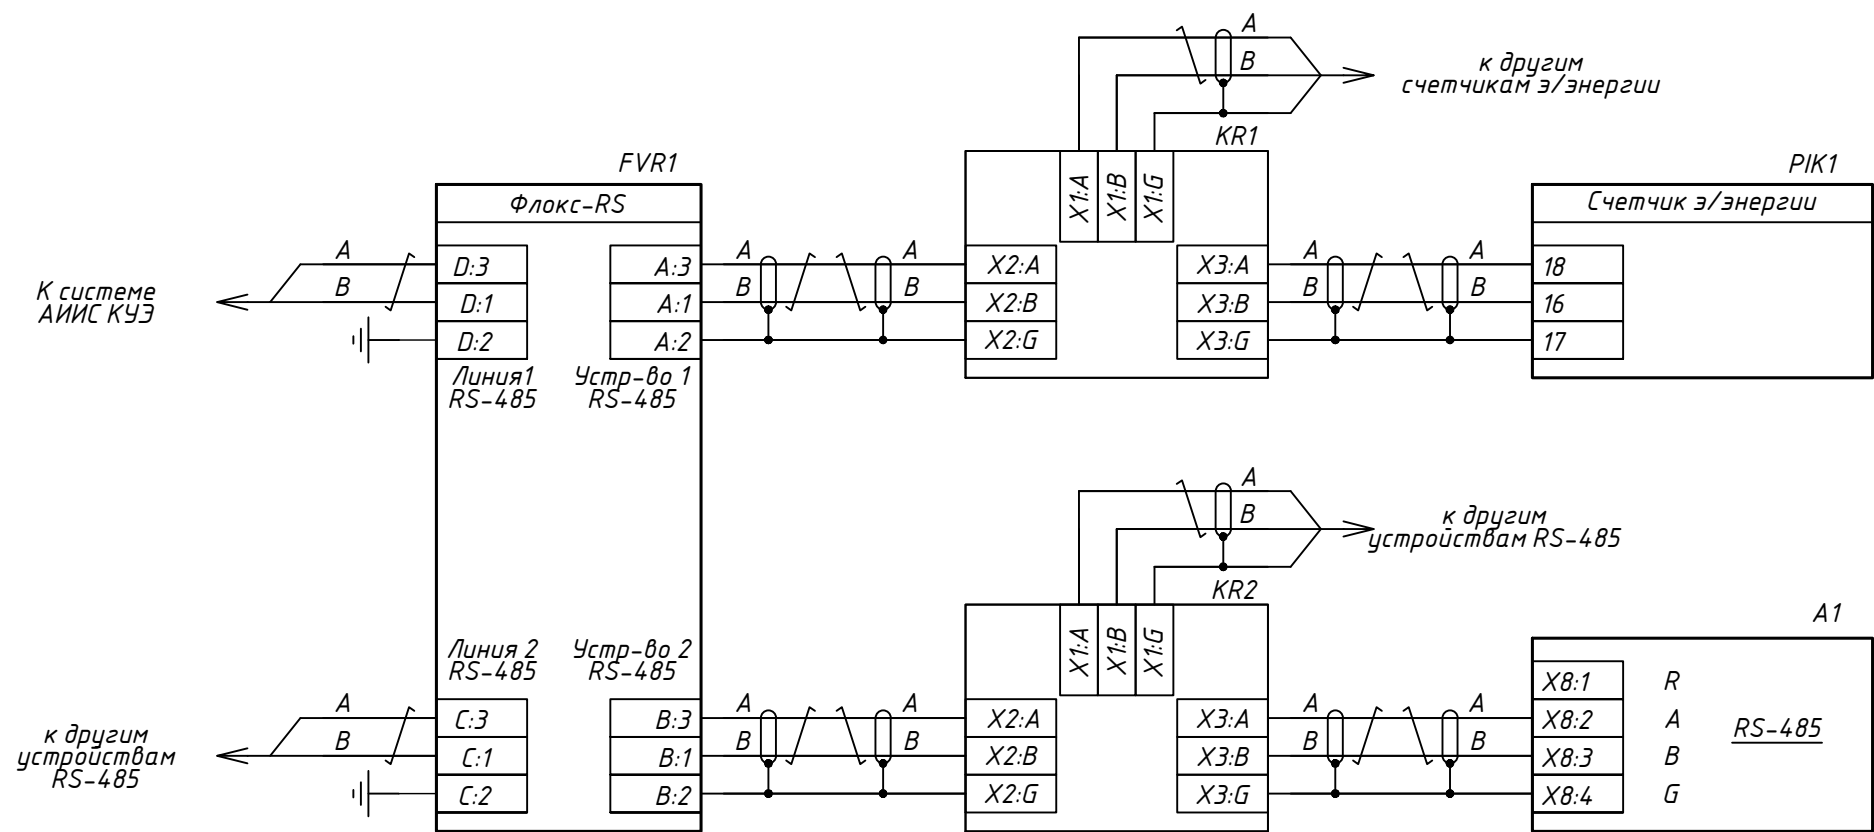 A
B
к другим
счетчикам э/энергии
KR1
FVR1
PIK1
Флокс-RS
X1:A
X1:B
X1:G
Счетчик э/энергии
A
D:3
A:3
A
A
X2:A
X3:A
A
A
18
К системе
АИИС КУЭ
B
D:1
A:1
B
B
X2:B
X3:B
B
B
16
D:2
A:2
X2:G
X3:G
17
Линия1
RS-485
Устр-во 1
RS-485
A
B
к другим
устройствам RS-485
KR2
A1
X1:A
X1:B
X1:G
Линия 2
RS-485
Устр-во 2
RS-485
X8:1
R
A
C:3
B:3
A
A
X2:A
X3:A
A
A
X8:2
A
RS-485
к другим
устройствам
RS-485
B
C:1
B:1
B
B
X2:B
X3:B
B
B
X8:3
B
C:2
B:2
X2:G
X3:G
X8:4
G